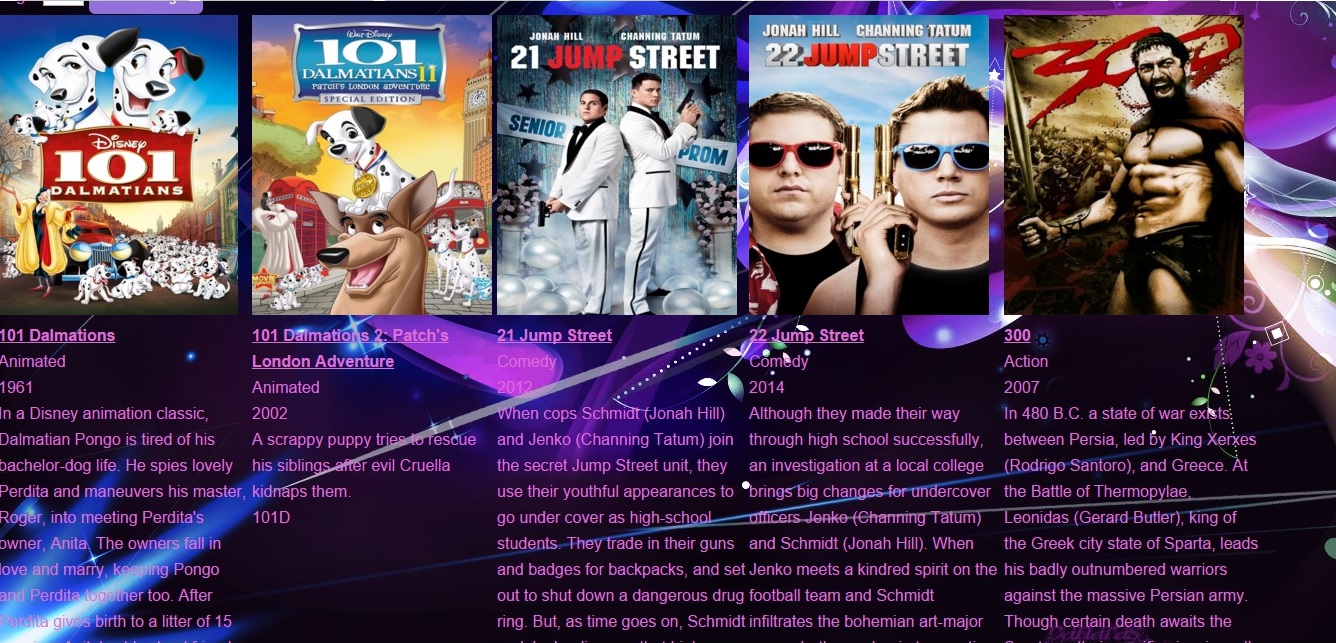 Walt Disney
JONAH HILL CHANNING TATUM
JONAH HILL CHANNING TATUM
300
101
DALMATIANS II
PATCH'S LONDON ADVENTURE
SPECIAL EDITION
21 JUMP STREET
22 JUMP STREET
SENIOR
PROM
Disney
101
DALMATIANS
MOVIE
101 Dalmations
Animated
1961
In a Disney animation classic,
Dalmatian Pongo is tired of his
bachelor-dog life. He spies lovely
Perdita and maneuvers his master,
Roger, into meeting Perdita's
owner, Anita. The owners fall in
love and marry, keeping Pongo
and Perdita together too. After
Perdita gives birth to a litter of 15
101 Dalmations 2: Patch's
London Adventure
Animated
2002
A scrappy puppy tries to rescue
his siblings after evil Cruella
kidnaps them.
101D
21 Jump Street
Comedy
2012
When cops Schmidt (Jonah Hill)
and Jenko (Channing Tatum) join
the secret Jump Street unit, they
use their youthful appearances to
go under cover as high-school
students. They trade in their guns
and badges for backpacks, and set
out to shut down a dangerous drug
ring. But, as time goes on, Schmidt
22 Jump Street
Comedy
2014
Although they made their way
through high school successfully,
an investigation at a local college
brings big changes for undercover
officers Jenko (Channing Tatum)
and Schmidt (Jonah Hill). When
Jenko meets a kindred spirit on the
football team and Schmidt
infiltrates the bohemian art-major
300
Action
2007
In 480 B.C. a state of war exists
between Persia, led by King Xerxes
(Rodrigo Santoro), and Greece. At
the Battle of Thermopylae,
Leonidas (Gerard Butler), king of
the Greek city state of Sparta, leads
his badly outnumbered warriors
against the massive Persian army.
Though certain death awaits the